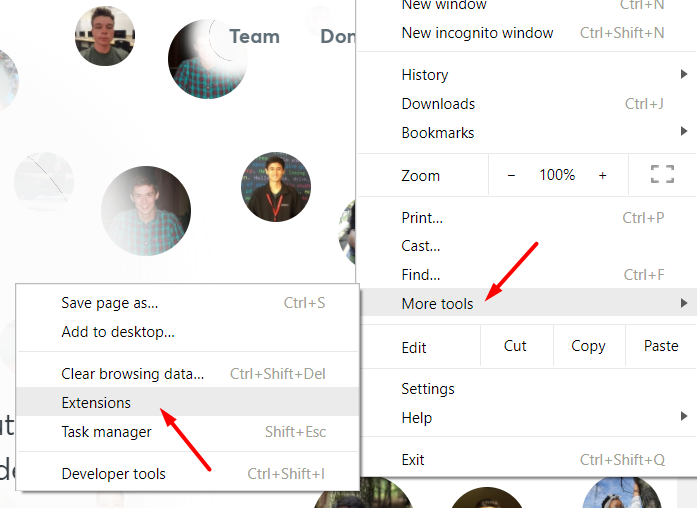 Team Don
New window Ctrl+N
New incognito window Ctrl+Shift+N
History
Downloads Ctrl+J
Bookmarks
Zoom − 100% +
Print... Ctrl+P
Cast...
Find... Ctrl+F
More tools
Edit Cut Copy Paste
Settings
Help
Exit Ctrl+Shift+Q
Save page as... Ctrl+S
Add to desktop...
Clear browsing data... Ctrl+Shift+Del
Extensions
Task manager Shift+Esc
Developer tools Ctrl+Shift+I